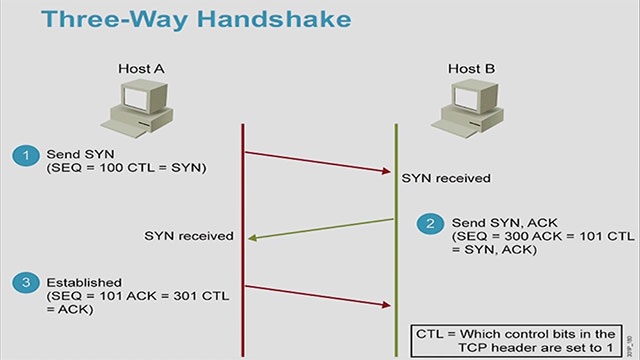 Three-Way Handshake
Host A
Host B
1
Send SYN
(SEQ = 100 CTL = SYN)
SYN received
2
Send SYN, ACK
(SEQ = 300 ACK = 101 CTL
= SYN, ACK)
SYN received
3
Established
(SEQ = 101 ACK = 301 CTL
= ACK)
CTL = Which control bits in the
TCP header are set to 1